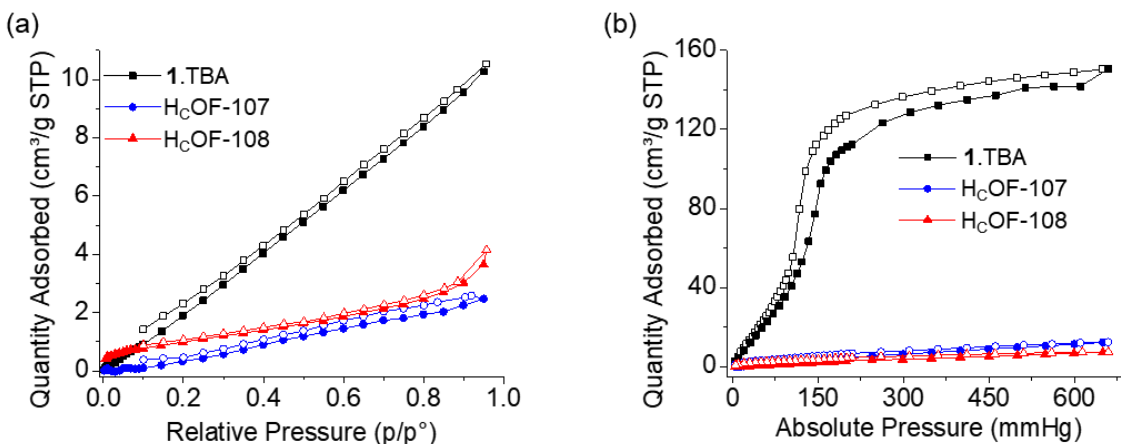 (a)
Quantity Adsorbed (cm³/g STP)
10
8
6
4
2
0
1.TBA
HCOF-107
HCOF-108
0.0 0.2 0.4 0.6 0.8 1.0
Relative Pressure (p/p°)
(b)
Quantity Adsorbed (cm³/g STP)
160
120
80
40
0
1.TBA
HCOF-107
HCOF-108
0 150 300 450 600
Absolute Pressure (mmHg)